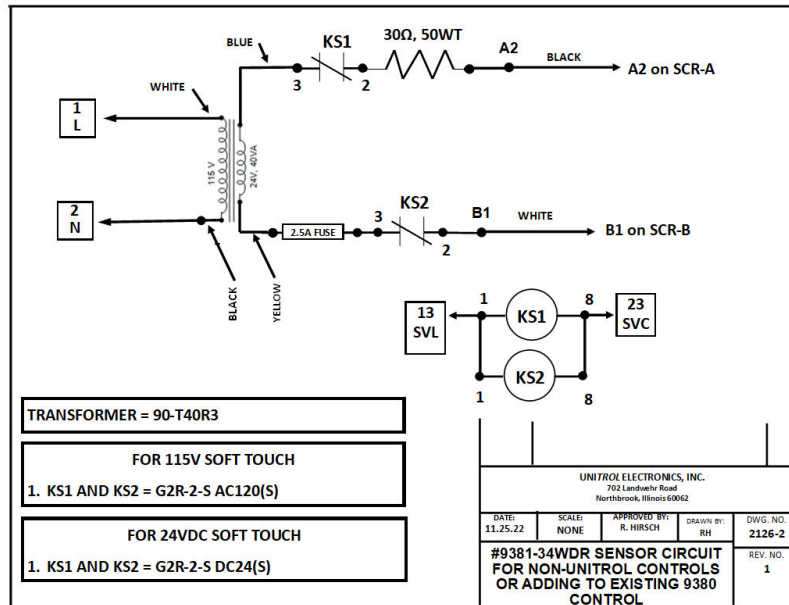 KS1
30Ω, 50WT
A2
BLUE
BLACK
3
2
A2 on SCR-A
WHITE
1
L
115 V
24V, 40VA
2
N
KS2
B1
WHITE
2.5A FUSE
3
2
B1 on SCR-B
BLACK
YELLOW
13
SVL
1
KS1
8
23
SVC
KS2
1
8
TRANSFORMER = 90-T40R3
FOR 115V SOFT TOUCH
1. KS1 AND KS2 = G2R-2-S AC120(S)
FOR 24VDC SOFT TOUCH
1. KS1 AND KS2 = G2R-2-S DC24(S)
UNITROL ELECTRONICS, INC.
702 Landwehr Road
Northbrook, Illinois 60062
DATE:
11.25.22
SCALE:
NONE
APPROVED BY:
R. HIRSCH
DRAWN BY:
RH
DWG. NO.
2126-2
#9381-34WDR SENSOR CIRCUIT
FOR NON-UNITROL CONTROLS
OR ADDING TO EXISTING 9380
CONTROL
REV. NO.
1